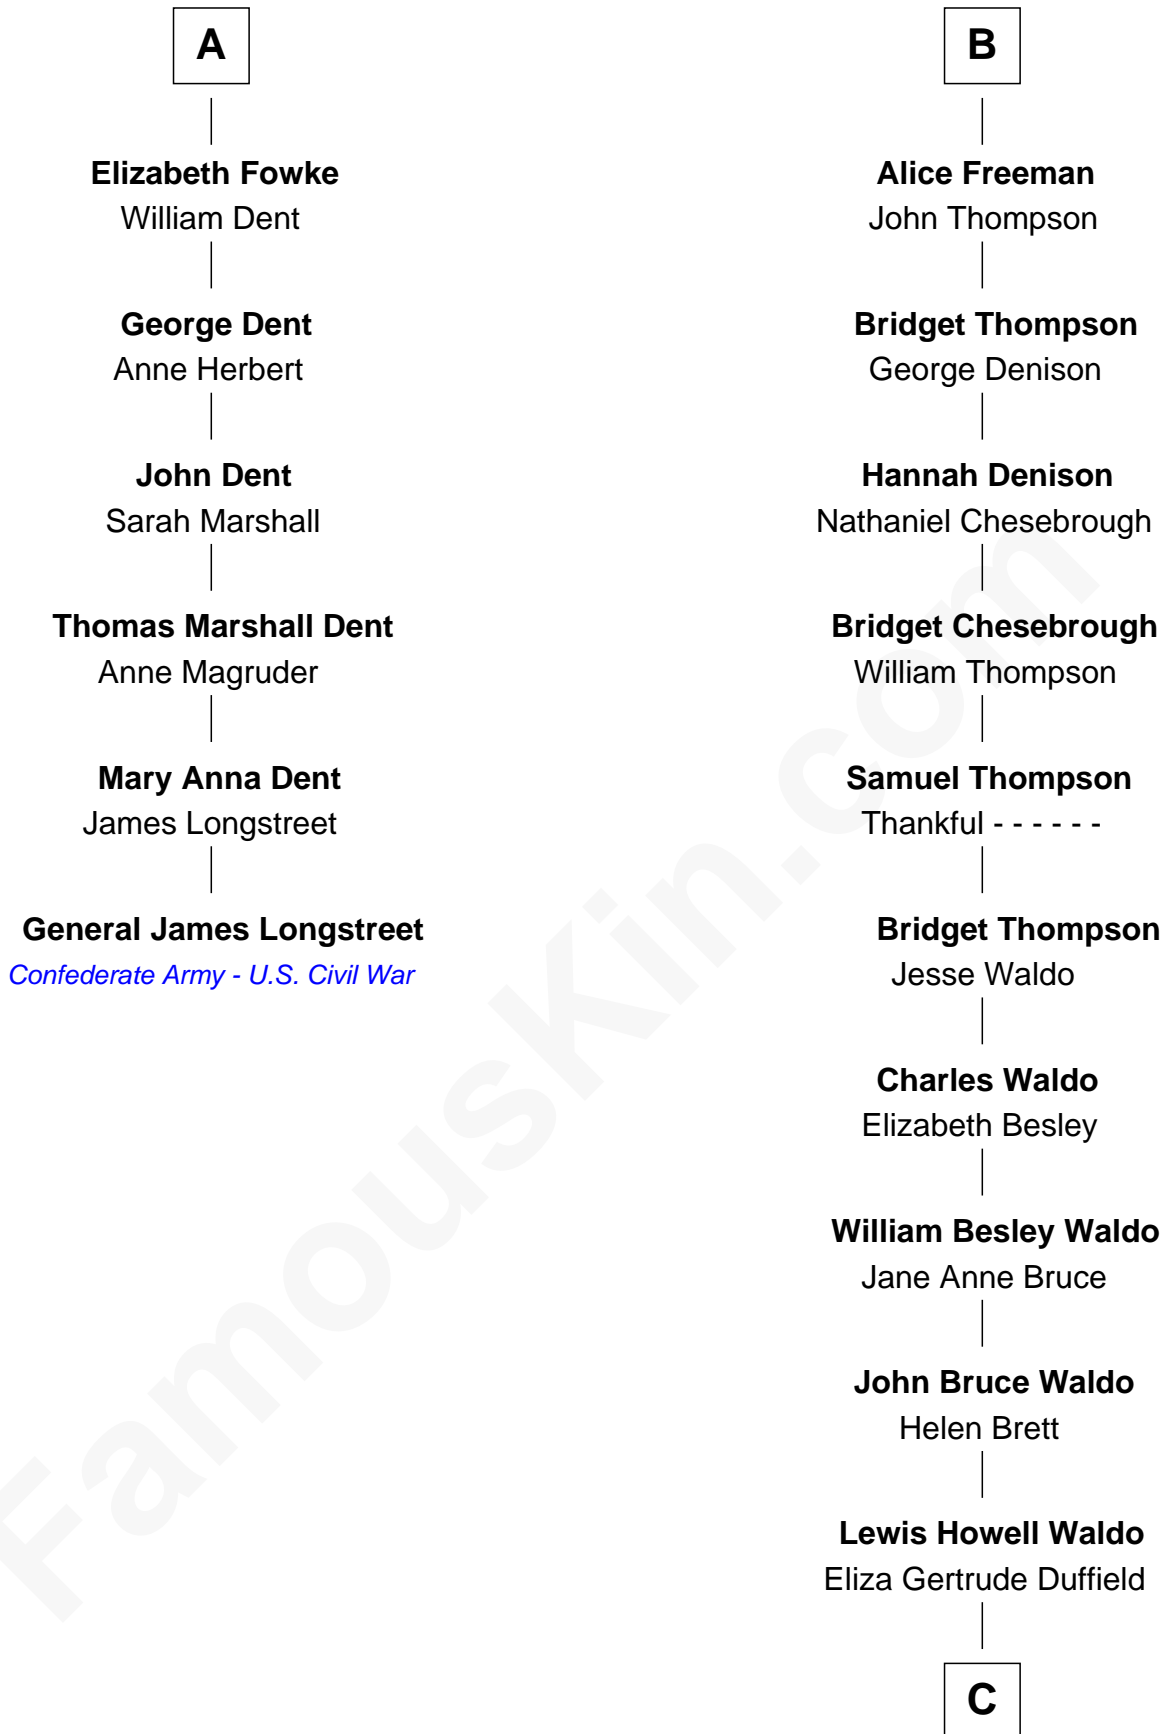 A
Elizabeth Fowke
William Dent
George Dent
Anne Herbert
John Dent
Sarah Marshall
Thomas Marshall Dent
Anne Magruder
Mary Anna Dent
James Longstreet
General James Longstreet
Confederate Army - U.S. Civil War
B
Alice Freeman
John Thompson
Bridget Thompson
George Denison
Hannah Denison
Nathaniel Chesebrough
Bridget Chesebrough
William Thompson
Samuel Thompson
Thankful - - - - - -
Bridget Thompson
Jesse Waldo
Charles Waldo
Elizabeth Besley
William Besley Waldo
Jane Anne Bruce
John Bruce Waldo
Helen Brett
Lewis Howell Waldo
Eliza Gertrude Duffield
C
FamousKin.com